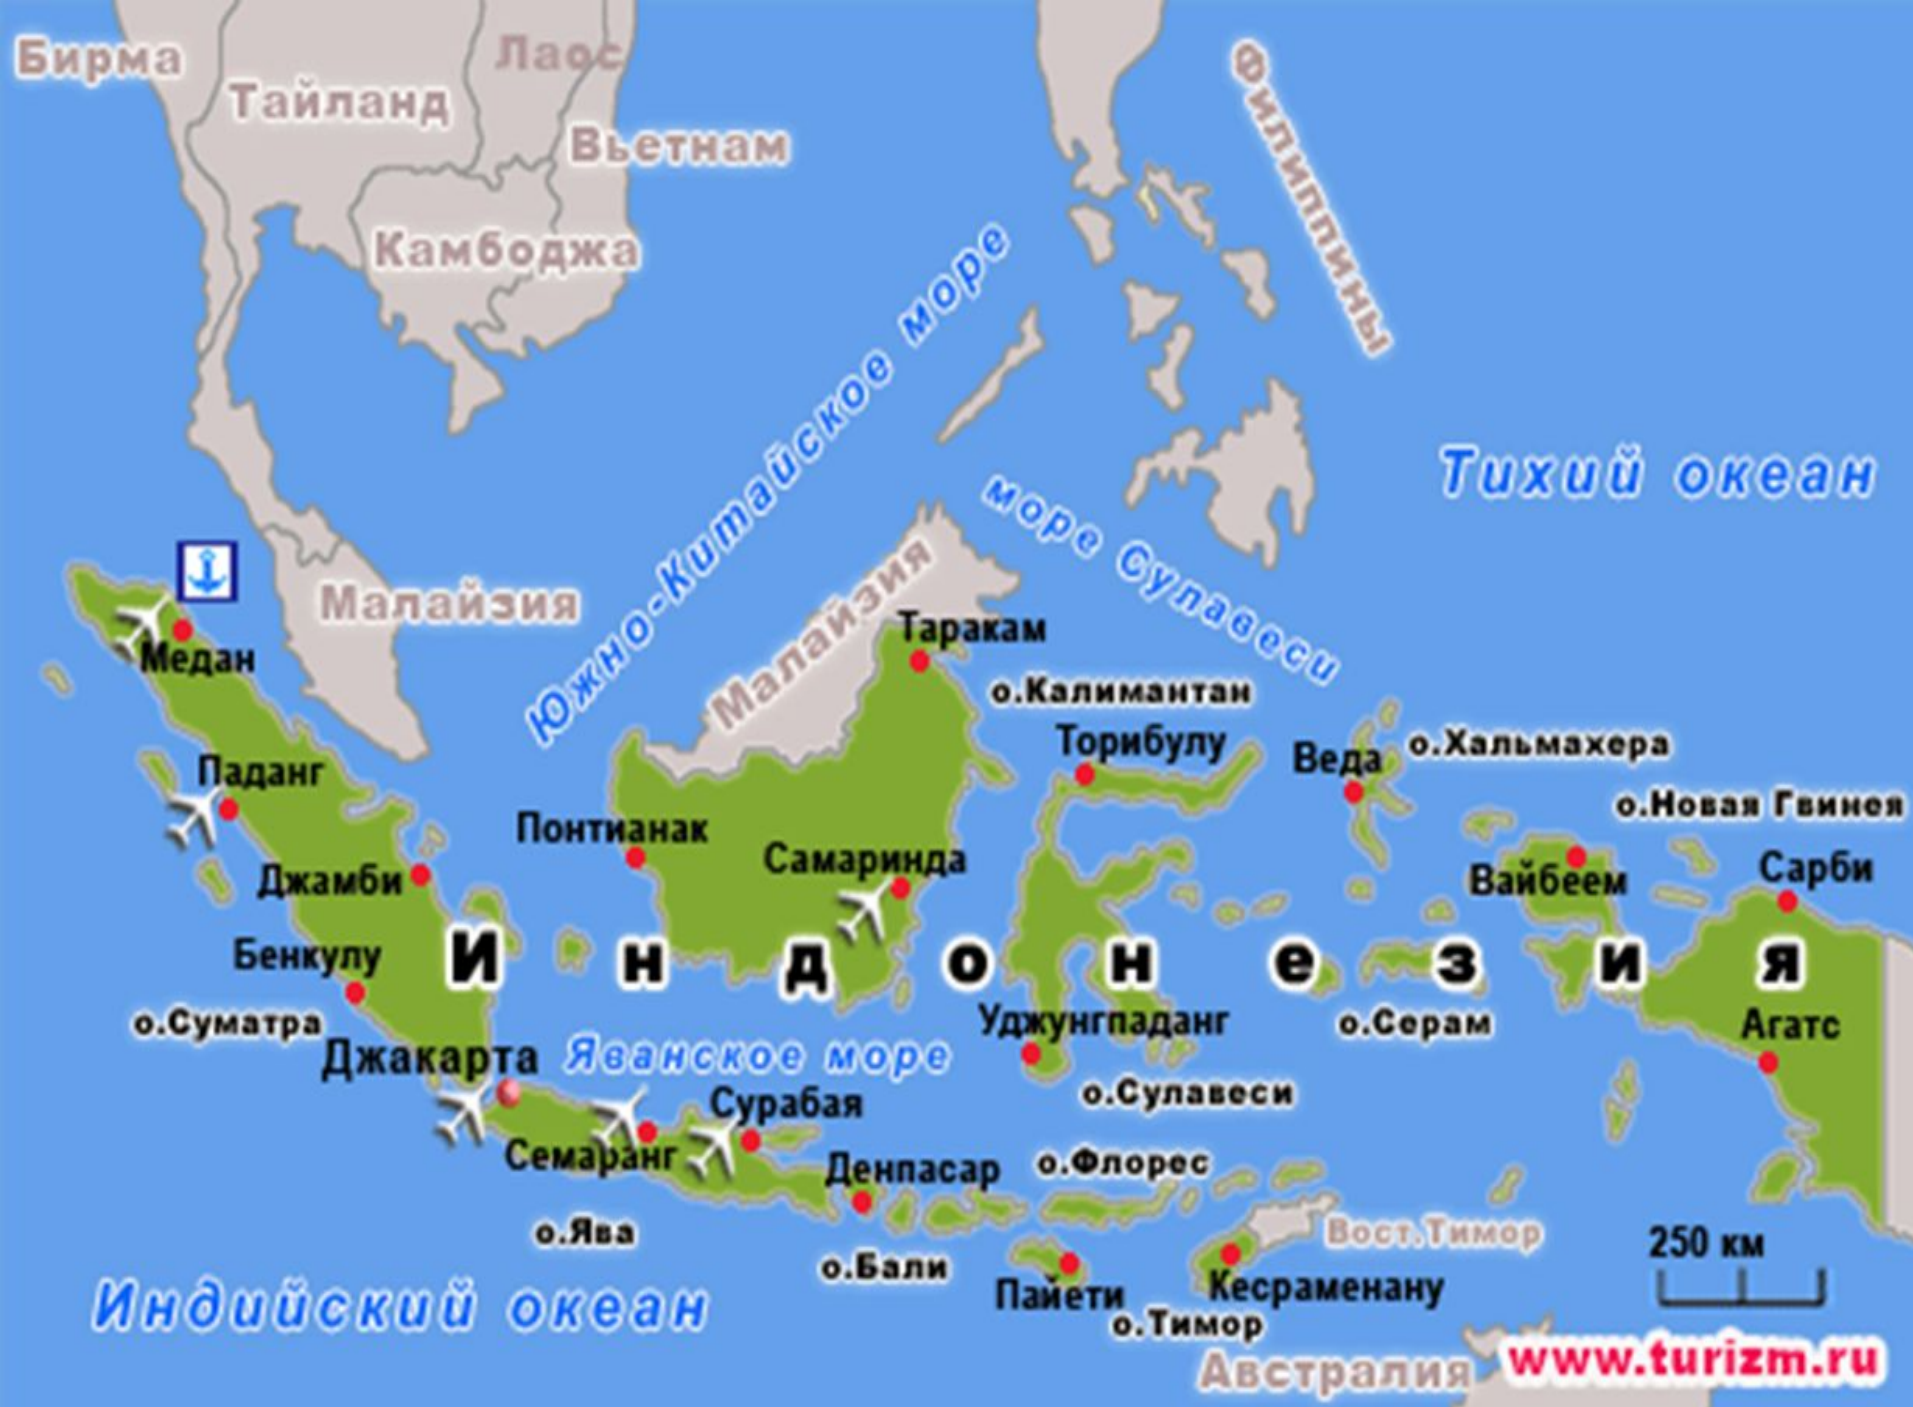 Бирма
Лаос
Тайланд
Вьетнам
Камбоджа
Филиппины
Южно-Китайское море
Тихий океан
море Сулавеси
Малайзия
Малайзия
Медан
Таракам
о.Калимантан
Торибулу
Веда
о.Хальмахера
о.Новая Гвинея
Паданг
Понтианак
Самаринда
Джамби
Вайбеем
Сарби
Бенкулу
Индонезия
о.Суматра
Уджунгпаданг
о.Серам
Агатс
Джакарта
Яванское море
о.Сулавеси
Сурабая
Семаранг
Денпасар
о.Флорес
о.Ява
Вост.Тимор
250 км
о.Бали
Пайети
Кесраменану
Индийский океан
о.Тимор
Австралия
www.turizm.ru